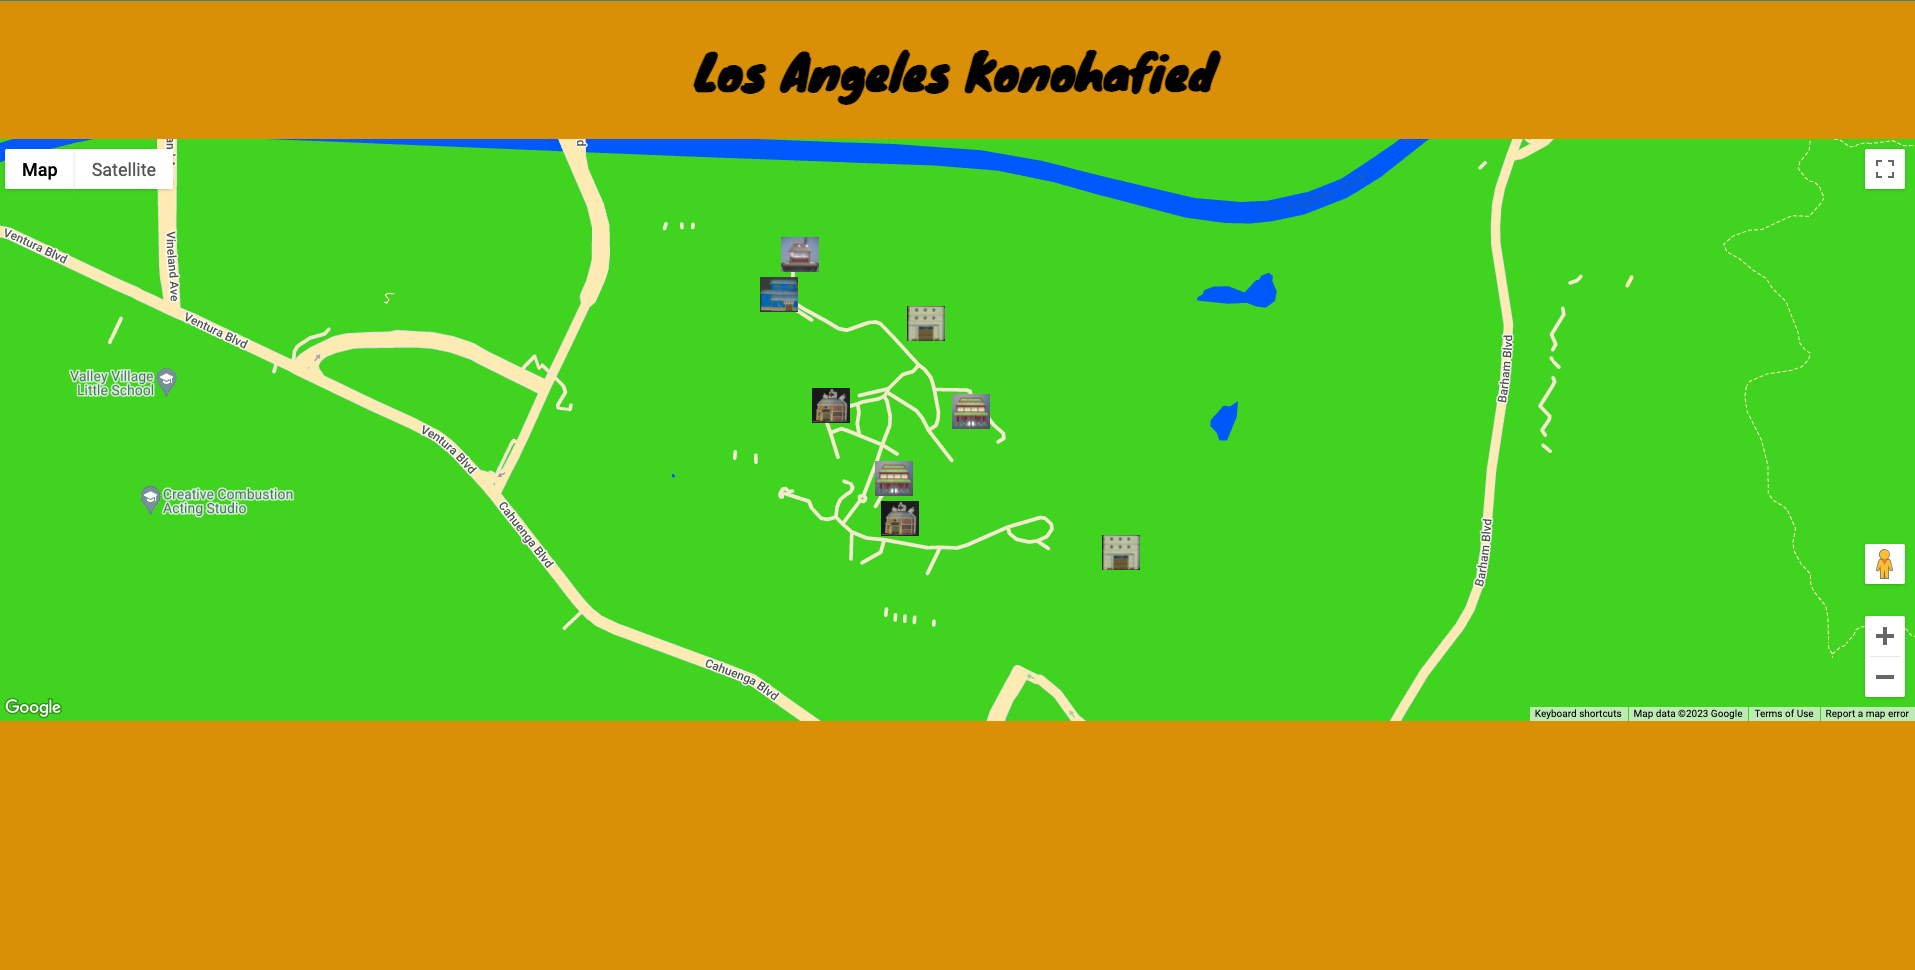 Los Angeles Konohafied
Map
Satellite
Ventura Blvd
Vineland Ave
Ventura Blvd
Barham Blvd
Valley Village
Little School
Ventura Blvd
Creative Combustion
Acting Studio
Cahuenga Blvd
Barham Blvd
Cahuenga Blvd
Google
Keyboard shortcuts
Map data ©2023 Google
Terms of Use
Report a map error